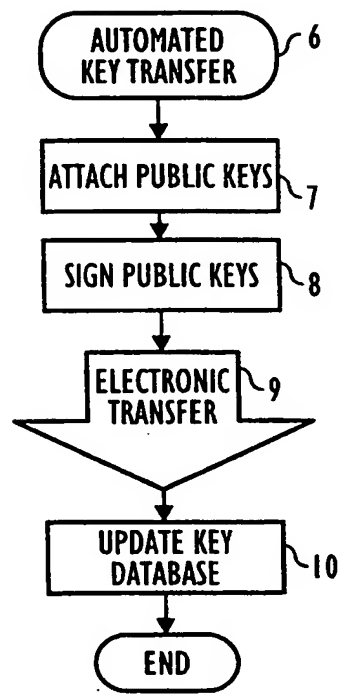 AUTOMATED
KEY TRANSFER
6
ATTACH PUBLIC KEYS
7
SIGN PUBLIC KEYS
8
ELECTRONIC
TRANSFER
9
UPDATE KEY
DATABASE
10
END